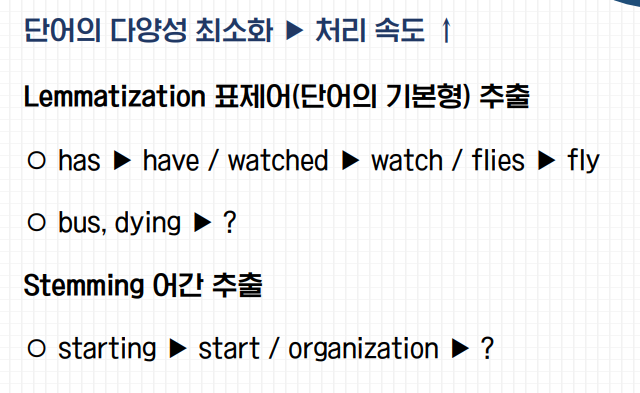 단어의 다양성 최소화 ▶ 처리 속도 ↑
Lemmatization 표제어(단어의 기본형) 추출
○ has ▶ have / watched ▶ watch / flies ▶ fly
○ bus, dying ▶ ?
Stemming 어간 추출
○ starting ▶ start / organization ▶ ?